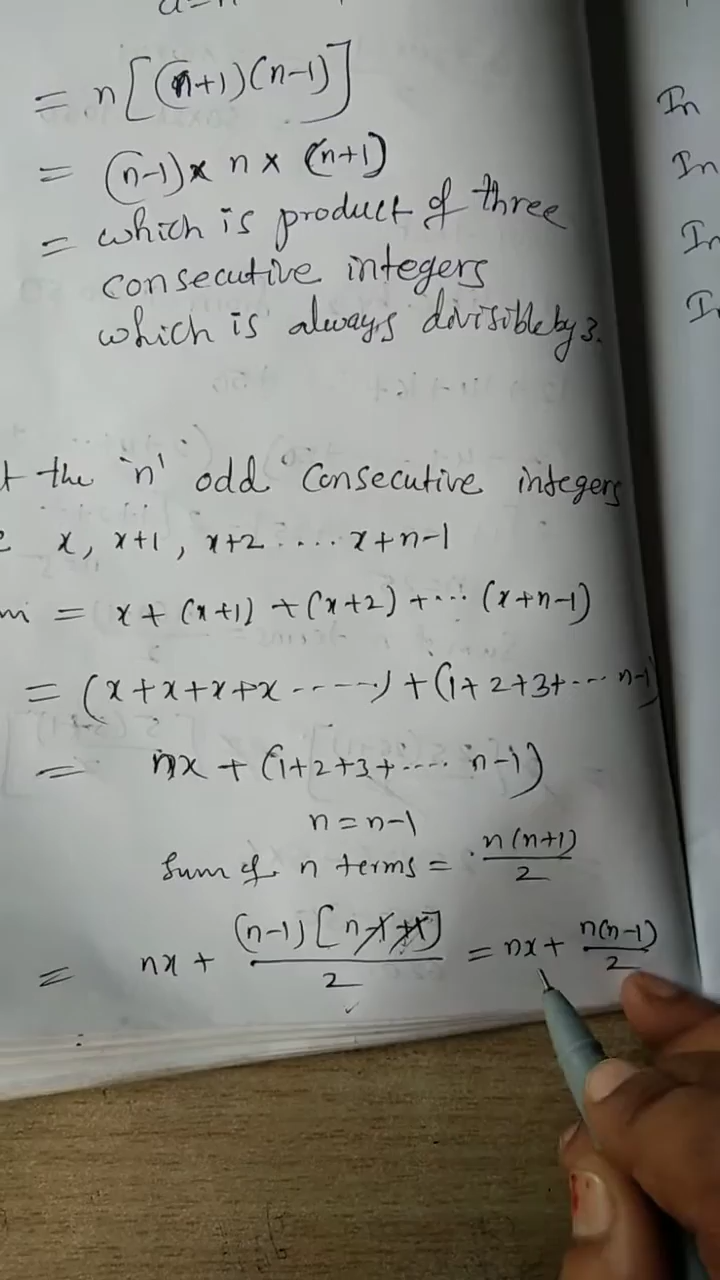 = n[(n+1)(n-1)]
= (n-1) × n × (n+1)
= which is product of three
consecutive integers
which is always divisible by 3.
the 'n' odd consecutive integers
x, x+1, x+2 .... x+n-1
= x + (x+1) + (x+2) + ... (x+n-1)
= (x+x+x+x ......) + (1+2+3+... n-1)
= nx + (1+2+3+.... n-1)
n = n-1
Sum of n terms = n(n+1)/2
= nx + (n-1)[n-1+1]/2 = nx + n(n-1)/2
In
In
In
In